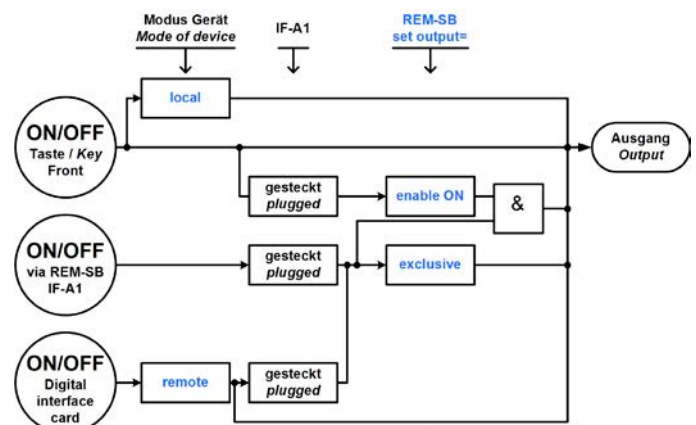 Modus Gerät
Mode of device
IF-A1
REM-SB
set output=
local
ON/OFF
Taste / Key
Front
Ausgang
Output
gesteckt
plugged
enable ON
&
ON/OFF
via REM-SB
IF-A1
gesteckt
plugged
exclusive
ON/OFF
Digital
interface
card
remote
gesteckt
plugged